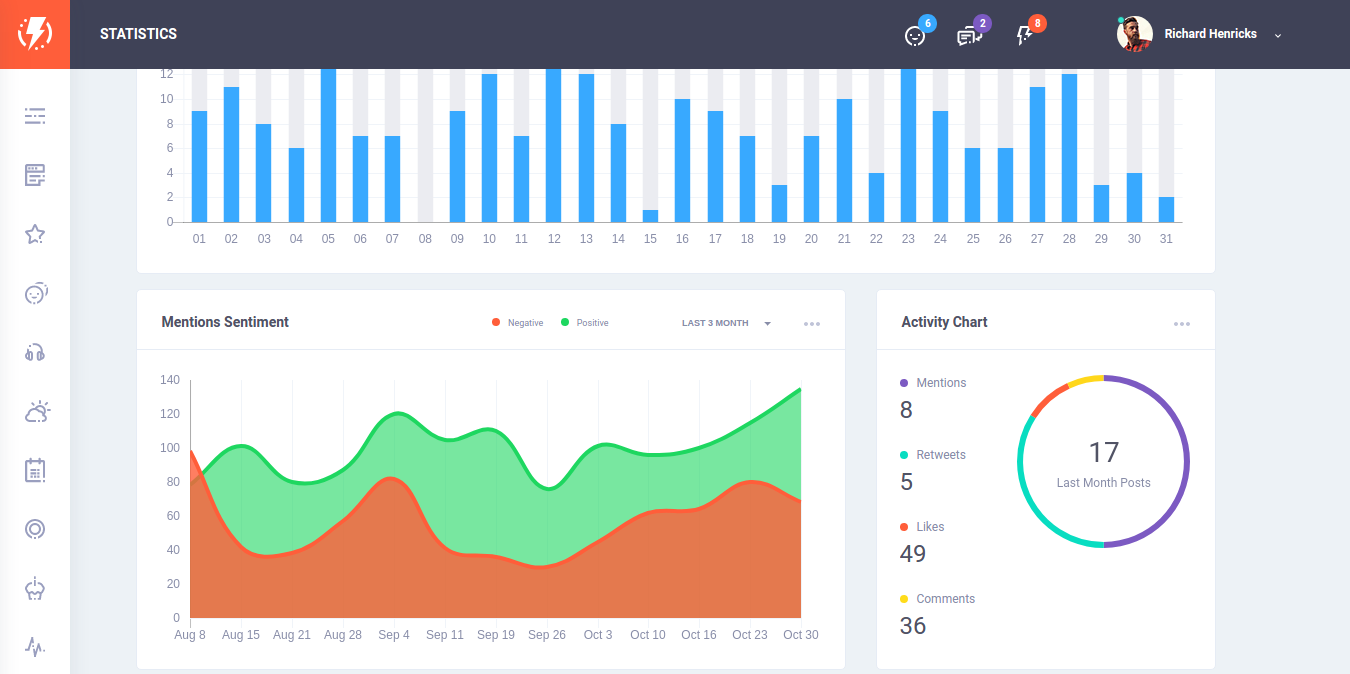 STATISTICS
6
2
8
Richard Henricks
12
10
8
6
4
2
0
01 02 03 04 05 06 07 08 09 10 11 12 13 14 15 16 17 18 19 20 21 22 23 24 25 26 27 28 29 30 31
Mentions Sentiment
Negative
Positive
LAST 3 MONTH
140
120
100
80
60
40
20
0
Aug 8 Aug 15 Aug 21 Aug 28 Sep 4 Sep 11 Sep 19 Sep 26 Oct 3 Oct 10 Oct 16 Oct 23 Oct 30
Activity Chart
Mentions
8
Retweets
5
Likes
49
Comments
36
17
Last Month Posts